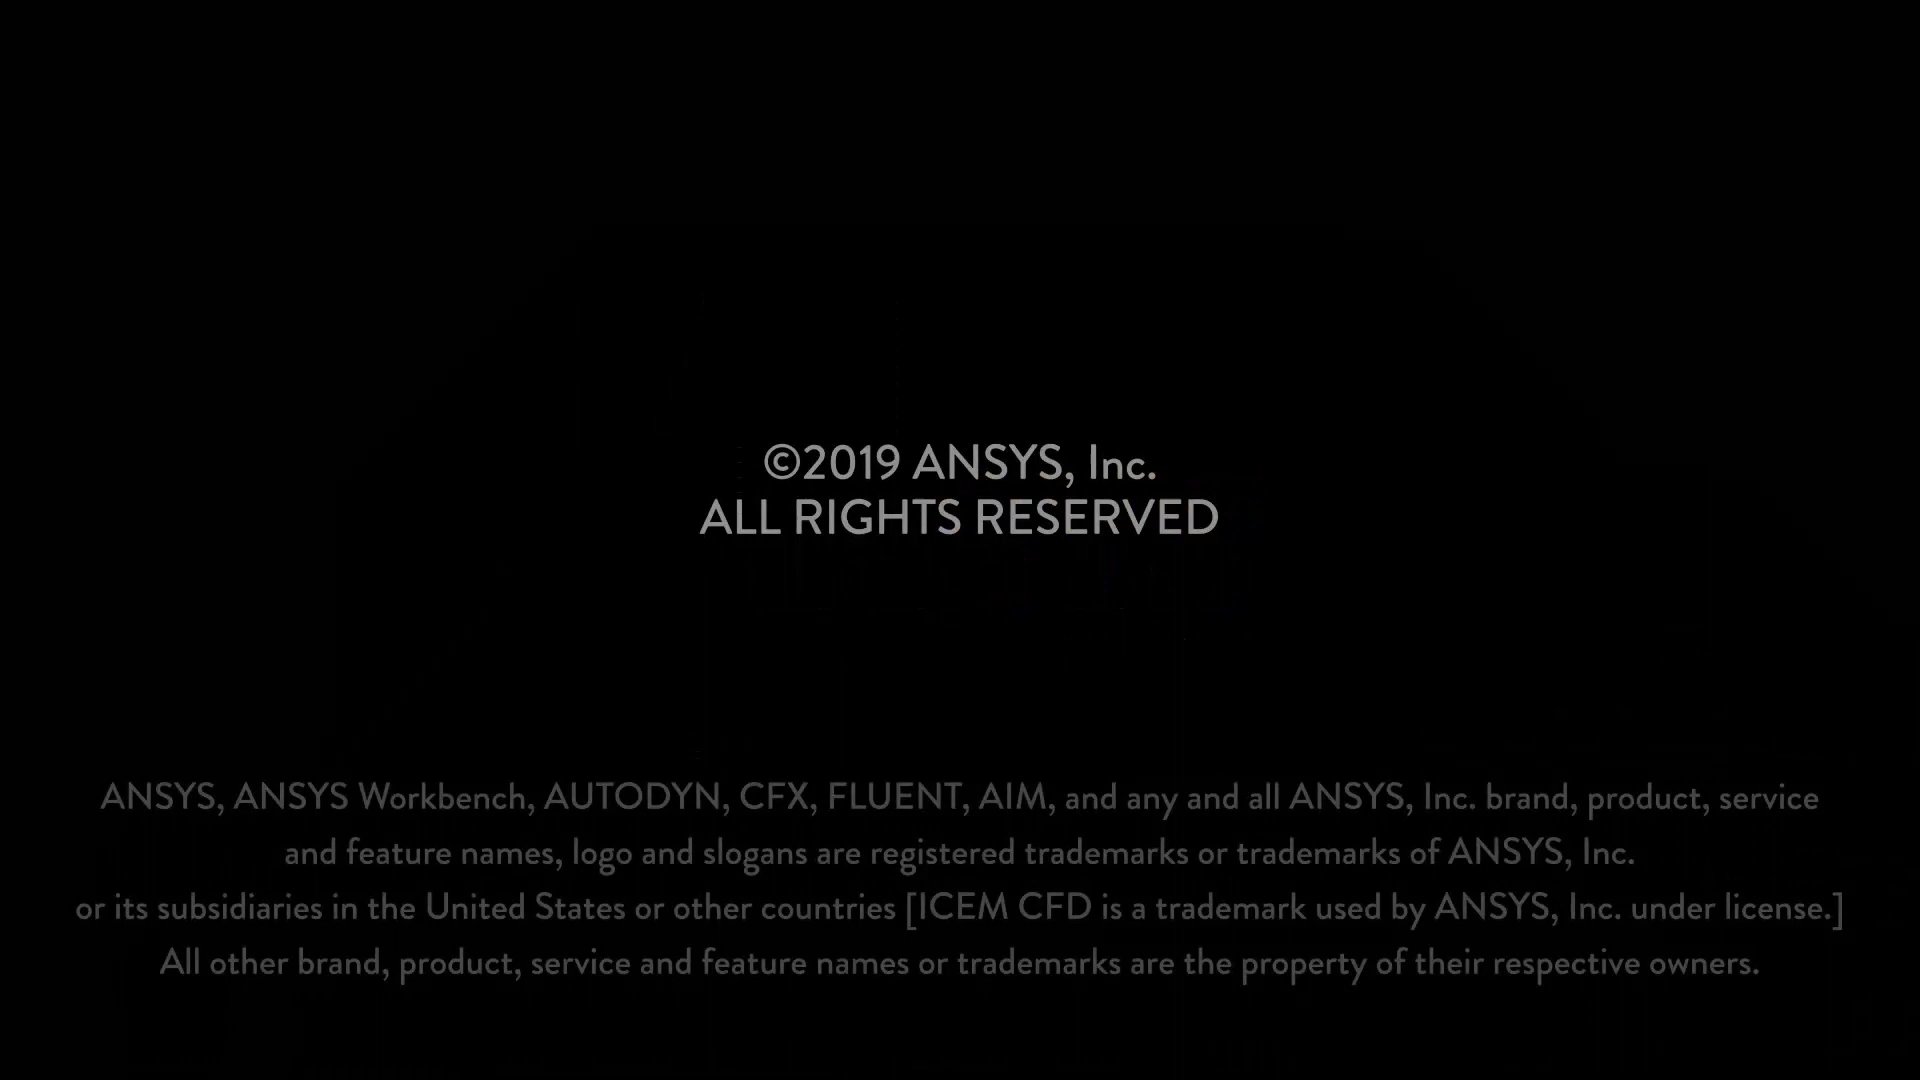 ©2019 ANSYS, Inc.
ALL RIGHTS RESERVED
ANSYS, ANSYS Workbench, AUTODYN, CFX, FLUENT, AIM, and any and all ANSYS, Inc. brand, product, service
and feature names, logo and slogans are registered trademarks or trademarks of ANSYS, Inc.
or its subsidiaries in the United States or other countries [ICEM CFD is a trademark used by ANSYS, Inc. under license.]
All other brand, product, service and feature names or trademarks are the property of their respective owners.